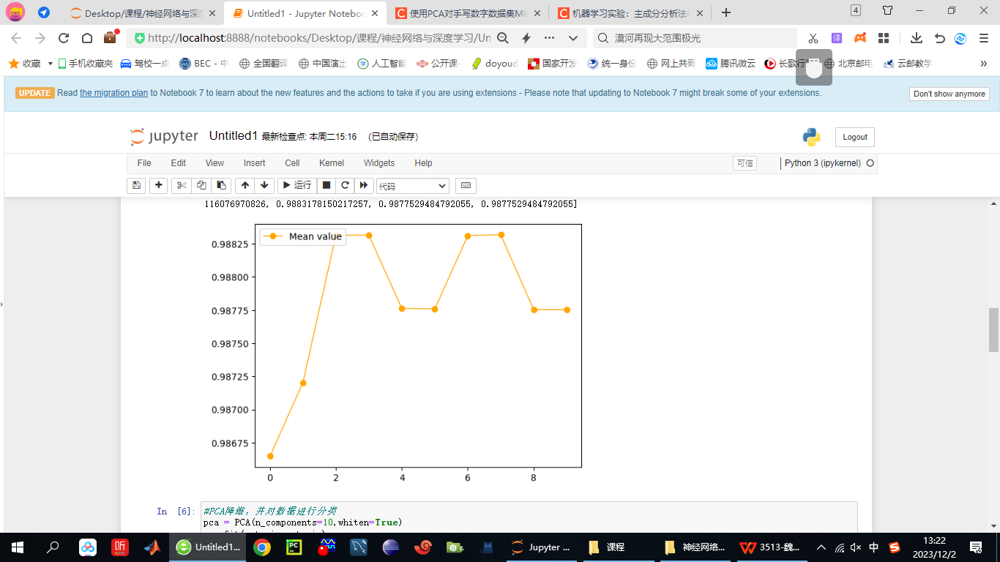 Desktop/课程/神经网络与深度
Untitled1 - Jupyter Notebook
使用PCA对手写数字数据集MI
机器学习实验：主成分分析法
4
http://localhost:8888/notebooks/Desktop/课程/神经网络与深度学习/Un
漠河再现大范围极光
译
收藏
手机收藏夹
驾校一点
BEC - 中
全国翻译
中国演出
人工智能
公开课
doyoud
国家开发
统一身份
网上共青
腾讯微云
长歌行
北京邮电
云邮教学
UPDATE Read the migration plan to Notebook 7 to learn about the new features and the actions to take if you are using extensions - Please note that updating to Notebook 7 might break some of your extensions.
Don't show anymore
jupyter Untitled1 最新检查点: 本周二15:16 (已自动保存)
Logout
File Edit View Insert Cell Kernel Widgets Help
可信
Python 3 (ipykernel)
运行
代码
116076970826, 0.9883178150217257, 0.9877529484792055, 0.9877529484792055]
Mean value
0.98825
0.98800
0.98775
0.98750
0.98725
0.98700
0.98675
0 2 4 6 8
In [6]:
#PCA降维, 并对数据进行分类
pca = PCA(n_components=10,whiten=True)
听
LIVE
PC
Untitled1...
Jupyter ...
课程
神经网络...
3513-魏...
中
13:22
2023/12/2